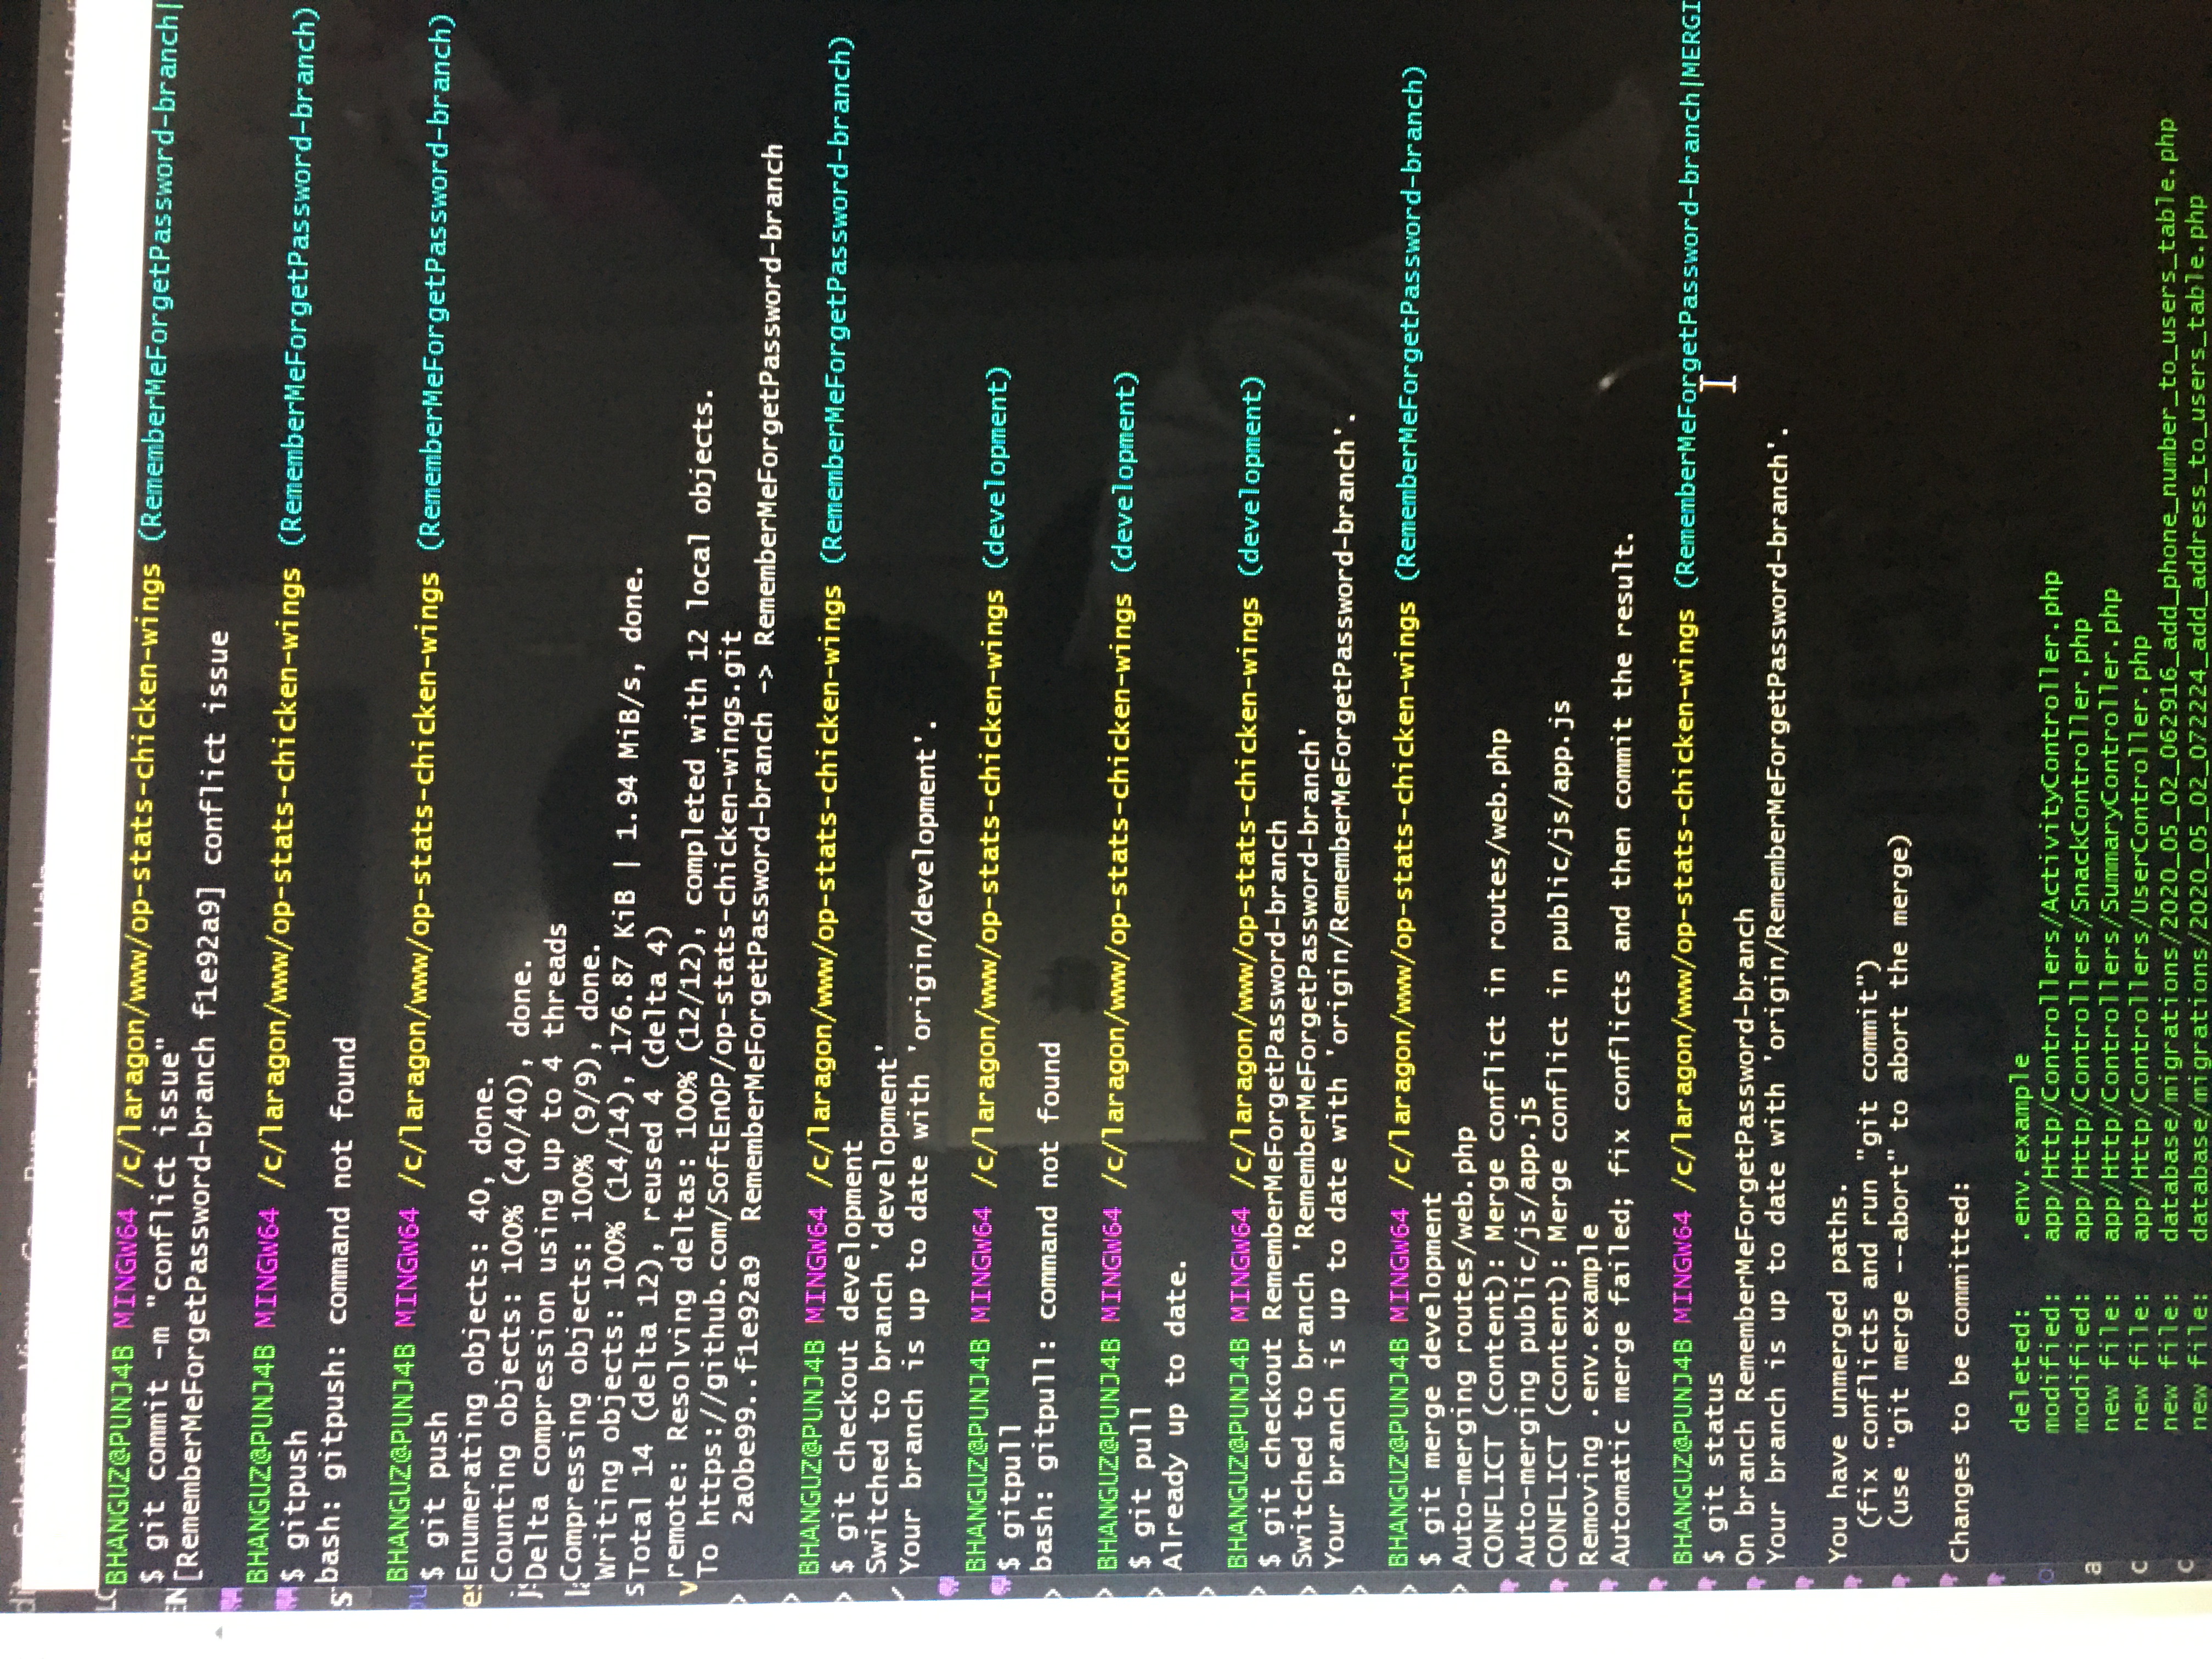 Selection View Go Run Terminal Help
BHANGUZ@PUNJ4B MINGW64 /c/laragon/www/op-stats-chicken-wings (RememberMeForgetPassword-branch|
$ git commit -m "conflict issue"
[RememberMeForgetPassword-branch f1e92a9] conflict issue
BHANGUZ@PUNJ4B MINGW64 /c/laragon/www/op-stats-chicken-wings (RememberMeForgetPassword-branch)
$ gitpush
bash: gitpush: command not found
BHANGUZ@PUNJ4B MINGW64 /c/laragon/www/op-stats-chicken-wings (RememberMeForgetPassword-branch)
$ git push
Enumerating objects: 40, done.
Counting objects: 100% (40/40), done.
Delta compression using up to 4 threads
Compressing objects: 100% (9/9), done.
Writing objects: 100% (14/14), 176.87 KiB | 1.94 MiB/s, done.
Total 14 (delta 12), reused 4 (delta 4)
remote: Resolving deltas: 100% (12/12), completed with 12 local objects.
To https://github.com/SoftEnOP/op-stats-chicken-wings.git
2a0be99..f1e92a9 RememberMeForgetPassword-branch -> RememberMeForgetPassword-branch
BHANGUZ@PUNJ4B MINGW64 /c/laragon/www/op-stats-chicken-wings (RememberMeForgetPassword-branch)
$ git checkout development
Switched to branch 'development'
Your branch is up to date with 'origin/development'.
BHANGUZ@PUNJ4B MINGW64 /c/laragon/www/op-stats-chicken-wings (development)
$ gitpull
bash: gitpull: command not found
BHANGUZ@PUNJ4B MINGW64 /c/laragon/www/op-stats-chicken-wings (development)
$ git pull
Already up to date.
BHANGUZ@PUNJ4B MINGW64 /c/laragon/www/op-stats-chicken-wings (development)
$ git checkout RememberMeForgetPassword-branch
Switched to branch 'RememberMeForgetPassword-branch'
Your branch is up to date with 'origin/RememberMeForgetPassword-branch'.
BHANGUZ@PUNJ4B MINGW64 /c/laragon/www/op-stats-chicken-wings (RememberMeForgetPassword-branch)
$ git merge development
Auto-merging routes/web.php
CONFLICT (content): Merge conflict in routes/web.php
Auto-merging public/js/app.js
CONFLICT (content): Merge conflict in public/js/app.js
Removing .env.example
Automatic merge failed; fix conflicts and then commit the result.
BHANGUZ@PUNJ4B MINGW64 /c/laragon/www/op-stats-chicken-wings (RememberMeForgetPassword-branch|MERGI
$ git status
On branch RememberMeForgetPassword-branch
Your branch is up to date with 'origin/RememberMeForgetPassword-branch'.
You have unmerged paths.
(fix conflicts and run "git commit")
(use "git merge --abort" to abort the merge)
Changes to be committed:
deleted: .env.example
modified: app/Http/Controllers/ActivityController.php
modified: app/Http/Controllers/SnackController.php
new file: app/Http/Controllers/SummaryController.php
new file: app/Http/Controllers/UserController.php
new file: database/migrations/2020_05_02_062916_add_phone_number_to_users_table.php
new file: database/migrations/2020_05_02_072224_add_address_to_users_table.php